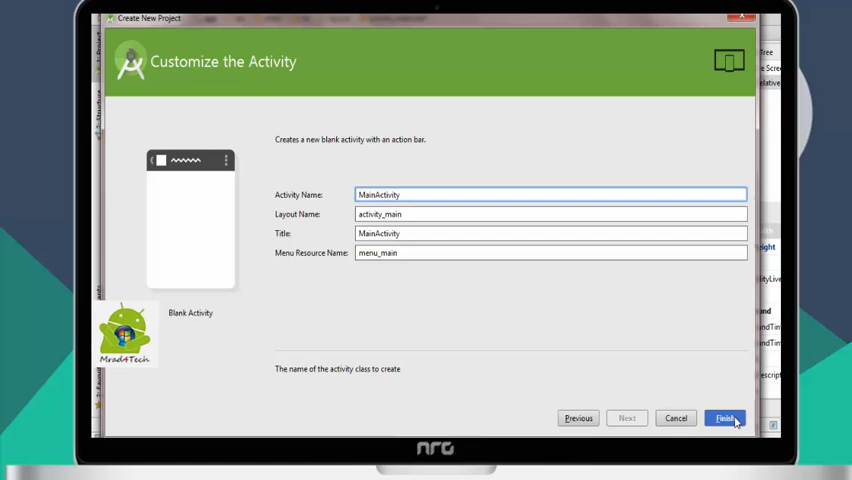 Create New Project
Customize the Activity
Tree
Creates a new blank activity with an action bar.
Activity Name: MainActivity
Layout Name: activity_main
Title: MainActivity
Menu Resource Name: menu_main
Blank Activity
Mrad4Tech
The name of the activity class to create
Previous
Next
Cancel
Finish